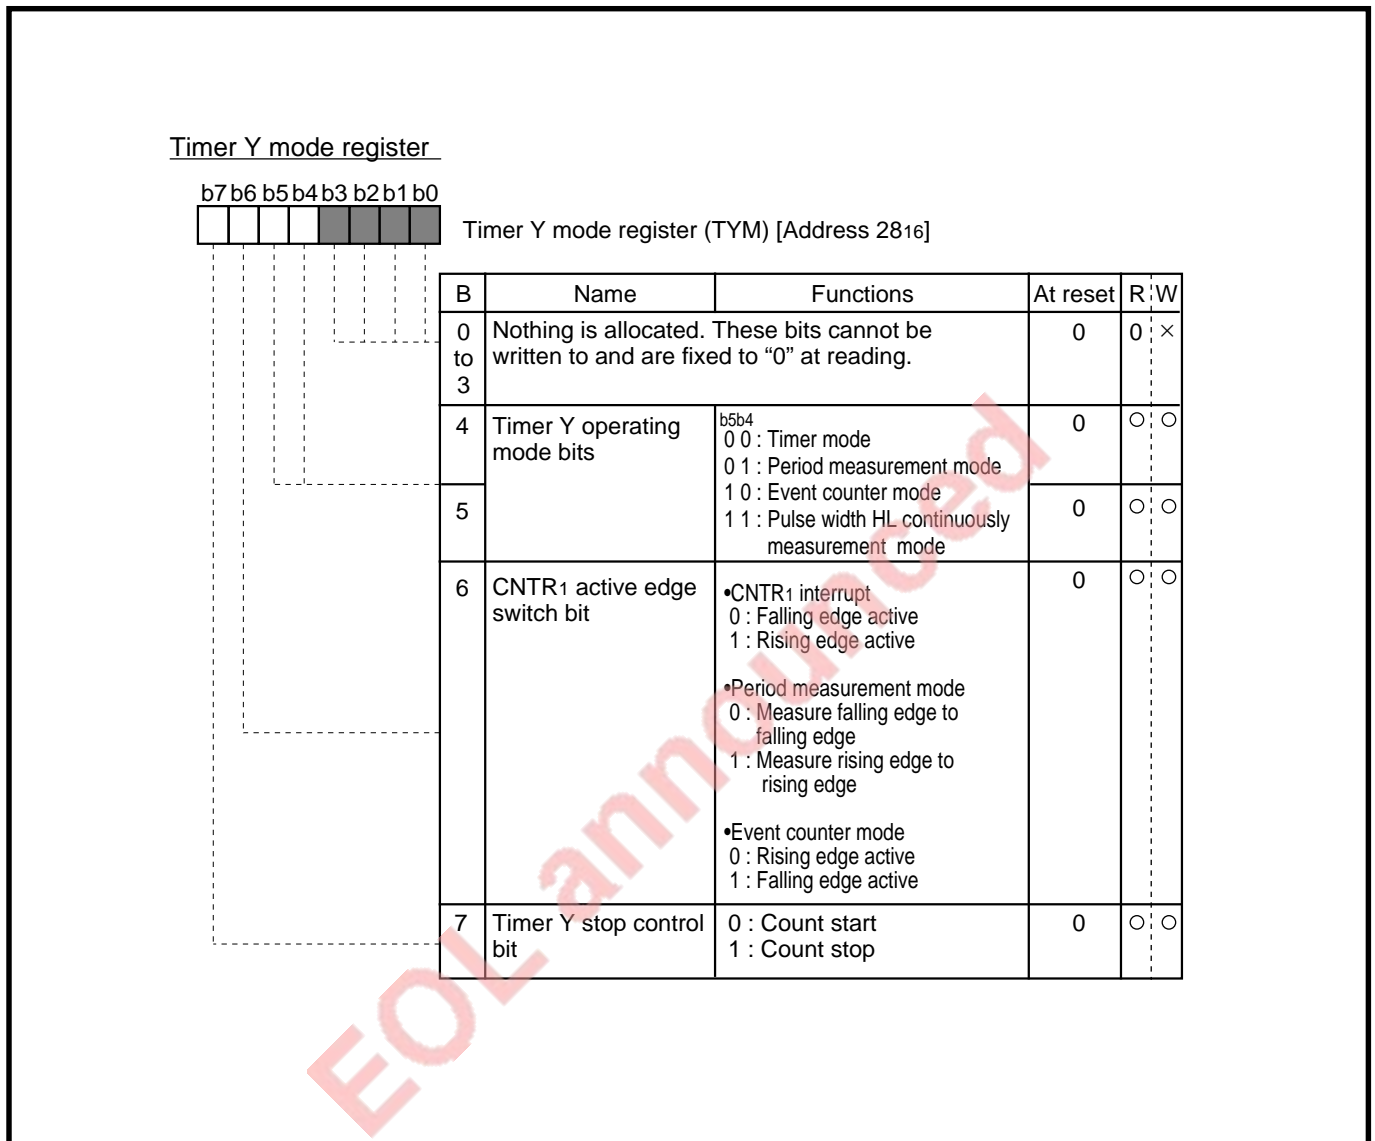 Timer Y mode register
b7 b6 b5 b4 b3 b2 b1 b0
Timer Y mode register (TYM) [Address 2816]
B Name Functions At reset R W
0 Nothing is allocated. These bits cannot be 0 0 ×
to written to and are fixed to “0” at reading.
3
4 Timer Y operating b5b4 0 ○ ○
mode bits 0 0 : Timer mode
0 1 : Period measurement mode
1 0 : Event counter mode
5 1 1 : Pulse width HL continuously 0 ○ ○
measurement mode
6 CNTR1 active edge •CNTR1 interrupt 0 ○ ○
switch bit 0 : Falling edge active
1 : Rising edge active
•Period measurement mode
0 : Measure falling edge to
falling edge
1 : Measure rising edge to
rising edge
•Event counter mode
0 : Rising edge active
1 : Falling edge active
7 Timer Y stop control 0 : Count start 0 ○ ○
bit 1 : Count stop
EOL announced